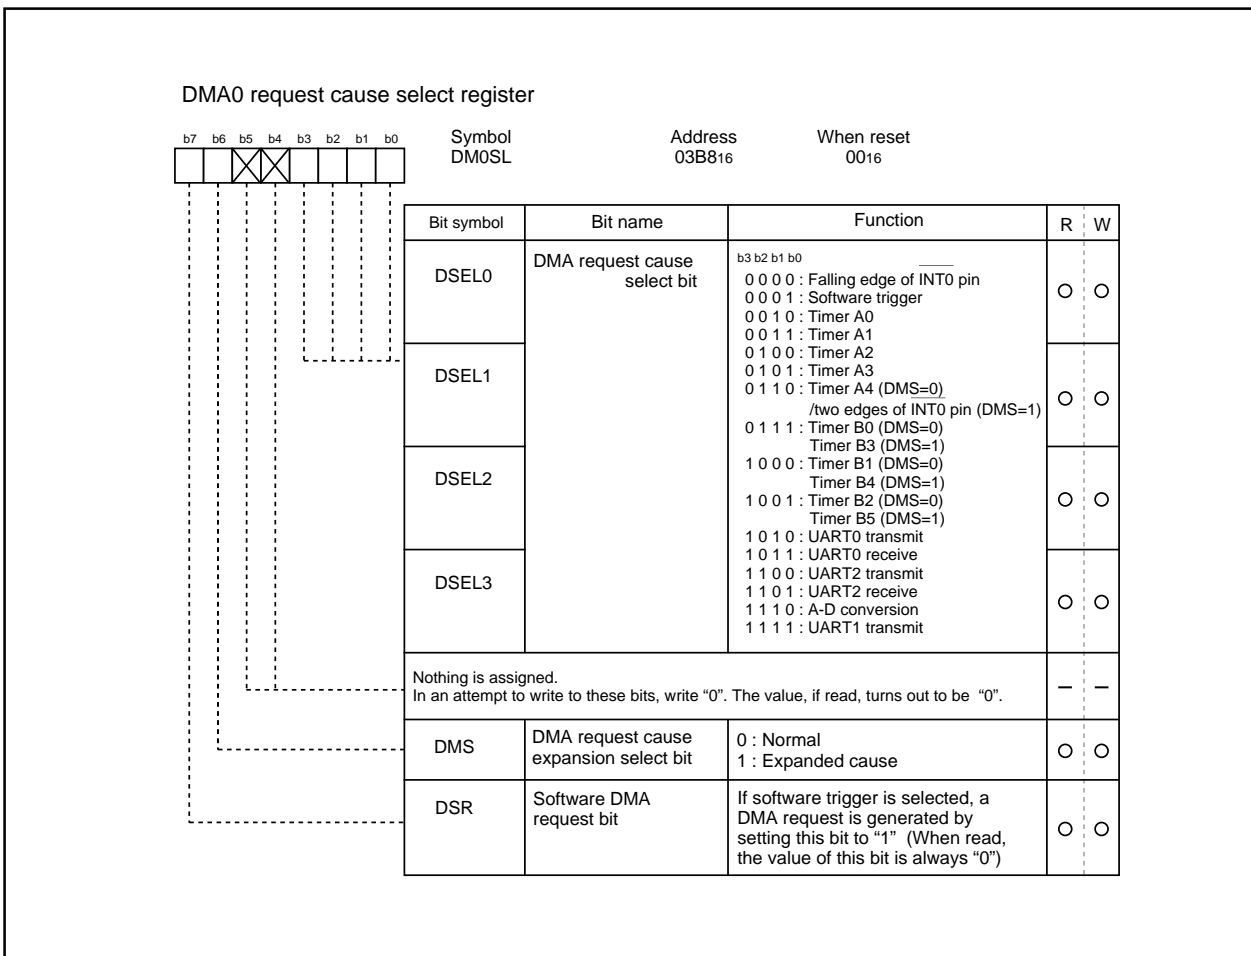 DMA0 request cause select register
b7 b6 b5 b4 b3 b2 b1 b0
Symbol Address When reset
DM0SL 03B816 0016
Bit symbol Bit name Function R W
DSEL0
DMA request cause
select bit
b3 b2 b1 b0
0 0 0 0 : Falling edge of INT0 pin
0 0 0 1 : Software trigger
0 0 1 0 : Timer A0
0 0 1 1 : Timer A1
0 1 0 0 : Timer A2
0 1 0 1 : Timer A3
0 1 1 0 : Timer A4 (DMS=0)
/two edges of INT0 pin (DMS=1)
0 1 1 1 : Timer B0 (DMS=0)
Timer B3 (DMS=1)
1 0 0 0 : Timer B1 (DMS=0)
Timer B4 (DMS=1)
1 0 0 1 : Timer B2 (DMS=0)
Timer B5 (DMS=1)
1 0 1 0 : UART0 transmit
1 0 1 1 : UART0 receive
1 1 0 0 : UART2 transmit
1 1 0 1 : UART2 receive
1 1 1 0 : A-D conversion
1 1 1 1 : UART1 transmit
DSEL1
DSEL2
DSEL3
Nothing is assigned.
In an attempt to write to these bits, write “0”. The value, if read, turns out to be “0”.
– –
DMS
DMA request cause
expansion select bit
0 : Normal
1 : Expanded cause
DSR
Software DMA
request bit
If software trigger is selected, a
DMA request is generated by
setting this bit to “1” (When read,
the value of this bit is always “0”)